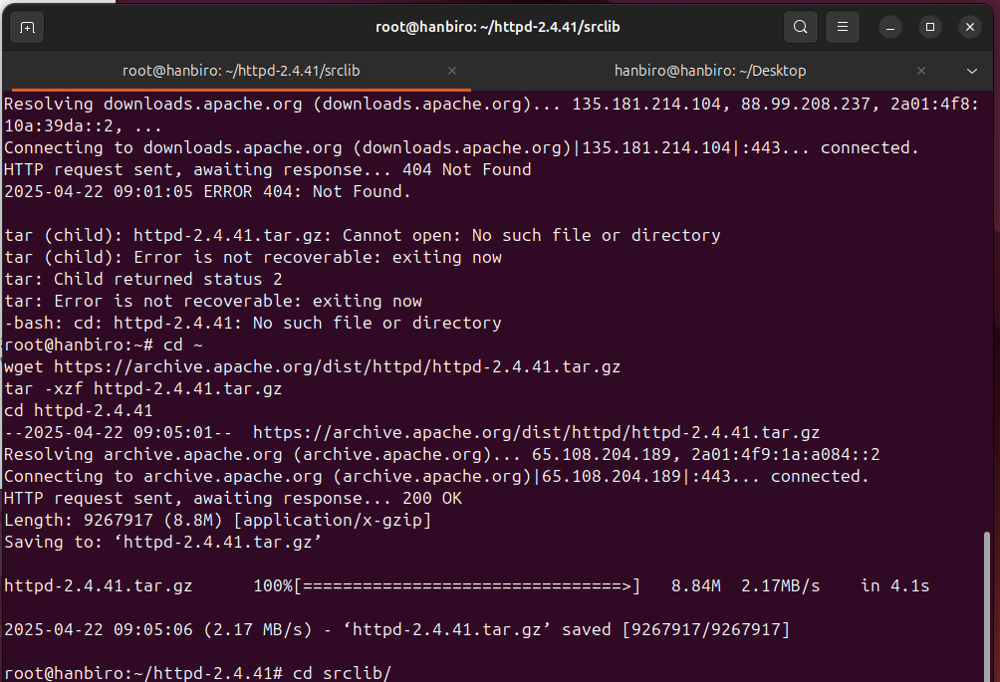 root@hanbiro: ~/httpd-2.4.41/srclib
root@hanbiro: ~/httpd-2.4.41/srclib
hanbiro@hanbiro: ~/Desktop
Resolving downloads.apache.org (downloads.apache.org)... 135.181.214.104, 88.99.208.237, 2a01:4f8:
10a:39da::2, ...
Connecting to downloads.apache.org (downloads.apache.org)|135.181.214.104|:443... connected.
HTTP request sent, awaiting response... 404 Not Found
2025-04-22 09:01:05 ERROR 404: Not Found.

tar (child): httpd-2.4.41.tar.gz: Cannot open: No such file or directory
tar (child): Error is not recoverable: exiting now
tar: Child returned status 2
tar: Error is not recoverable: exiting now
-bash: cd: httpd-2.4.41: No such file or directory
root@hanbiro:~# cd ~
wget https://archive.apache.org/dist/httpd/httpd-2.4.41.tar.gz
tar -xzf httpd-2.4.41.tar.gz
cd httpd-2.4.41
--2025-04-22 09:05:01--  https://archive.apache.org/dist/httpd/httpd-2.4.41.tar.gz
Resolving archive.apache.org (archive.apache.org)... 65.108.204.189, 2a01:4f9:1a:a084::2
Connecting to archive.apache.org (archive.apache.org)|65.108.204.189|:443... connected.
HTTP request sent, awaiting response... 200 OK
Length: 9267917 (8.8M) [application/x-gzip]
Saving to: ‘httpd-2.4.41.tar.gz’

httpd-2.4.41.tar.gz      100%[=================================>]   8.84M  2.17MB/s    in 4.1s

2025-04-22 09:05:06 (2.17 MB/s) - ‘httpd-2.4.41.tar.gz’ saved [9267917/9267917]

root@hanbiro:~/httpd-2.4.41# cd srclib/